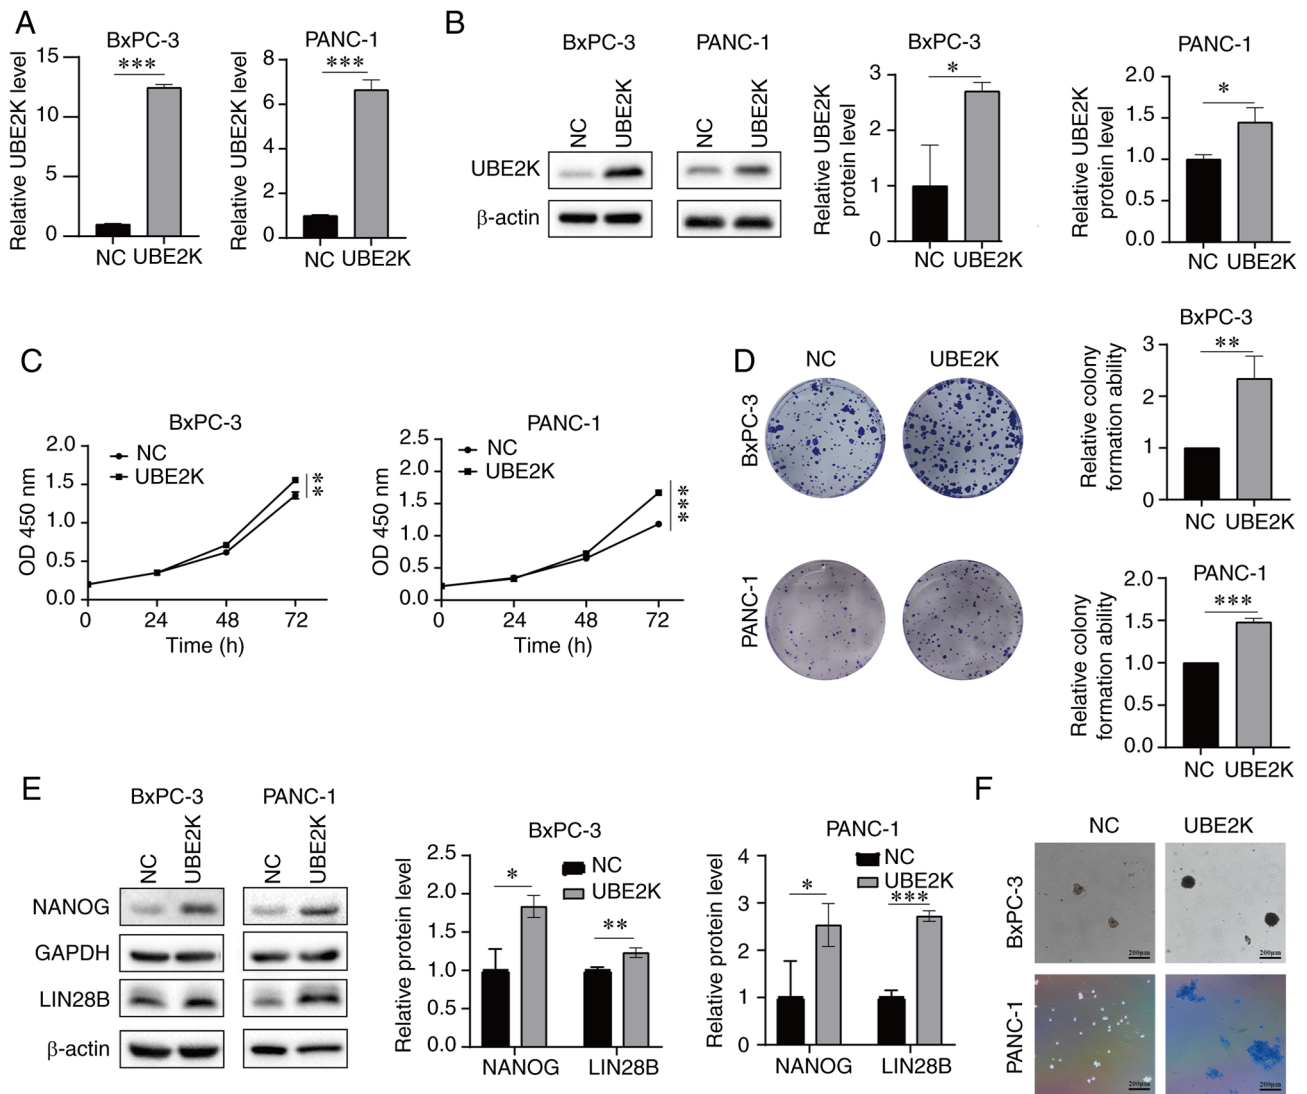 A
BxPC-3
15
10
5
0
Relative UBE2K level
***
NC UBE2K
PANC-1
8
6
4
2
0
Relative UBE2K level
***
NC UBE2K
B
BxPC-3 PANC-1
NC UBE2K NC UBE2K
UBE2K
β-actin
BxPC-3
3
2
1
0
Relative UBE2K
protein level
*
NC UBE2K
PANC-1
2.0
1.5
1.0
0.5
0.0
Relative UBE2K
protein level
*
NC UBE2K
C
BxPC-3
NC
UBE2K
2.0
1.5
1.0
0.5
0.0
OD 450 nm
**
0 24 48 72
Time (h)
PANC-1
NC
UBE2K
2.5
2.0
1.5
1.0
0.5
0.0
OD 450 nm
***
0 24 48 72
Time (h)
D
NC UBE2K
BxPC-3
PANC-1
BxPC-3
3
2
1
0
Relative colony
formation ability
**
NC UBE2K
PANC-1
2.0
1.5
1.0
0.5
0.0
Relative colony
formation ability
***
NC UBE2K
E
BxPC-3 PANC-1
NC UBE2K NC UBE2K
NANOG
GAPDH
LIN28B
β-actin
BxPC-3
NC
UBE2K
2.5
2.0
1.5
1.0
0.5
0.0
Relative protein level
*
**
NANOG LIN28B
PANC-1
NC
UBE2K
4
3
2
1
0
Relative protein level
*
***
NANOG LIN28B
F
NC UBE2K
BxPC-3
200μm 200μm
PANC-1
200μm 200μm